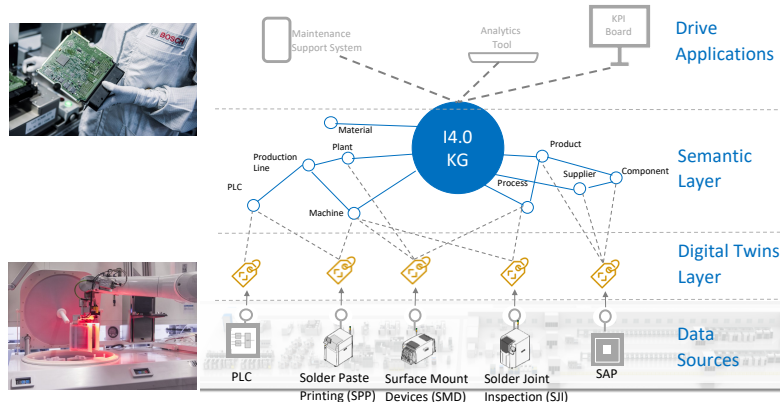 BOSCH
Maintenance
Support System
Analytics
Tool
KPI
Board
Drive
Applications
I4.0
KG
Material
Plant
Production
Line
PLC
Machine
Process
Product
Supplier
Component
Semantic
Layer
Digital Twins
Layer
Data
Sources
PLC
Solder Paste
Printing (SPP)
Surface Mount
Devices (SMD)
Solder Joint
Inspection (SJI)
SAP